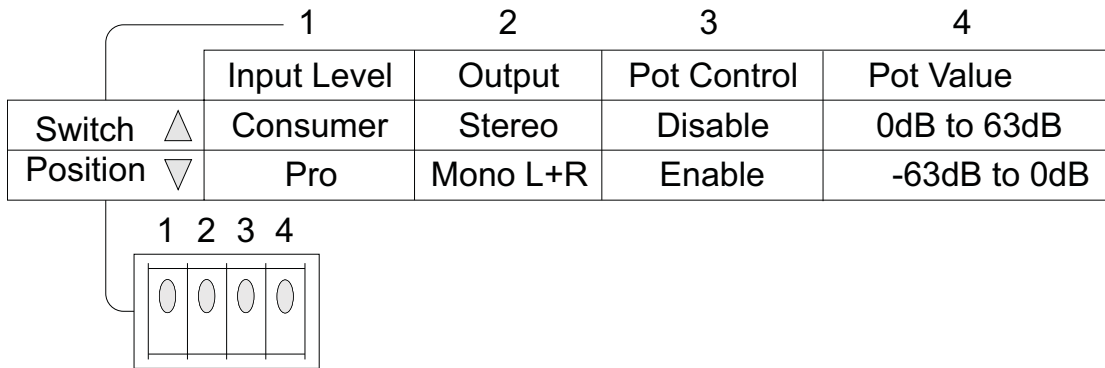 1 2 3 4
Input Level Output Pot Control Pot Value
Switch Consumer Stereo Disable 0dB to 63dB
Position Pro Mono L+R Enable -63dB to 0dB
1 2 3 4